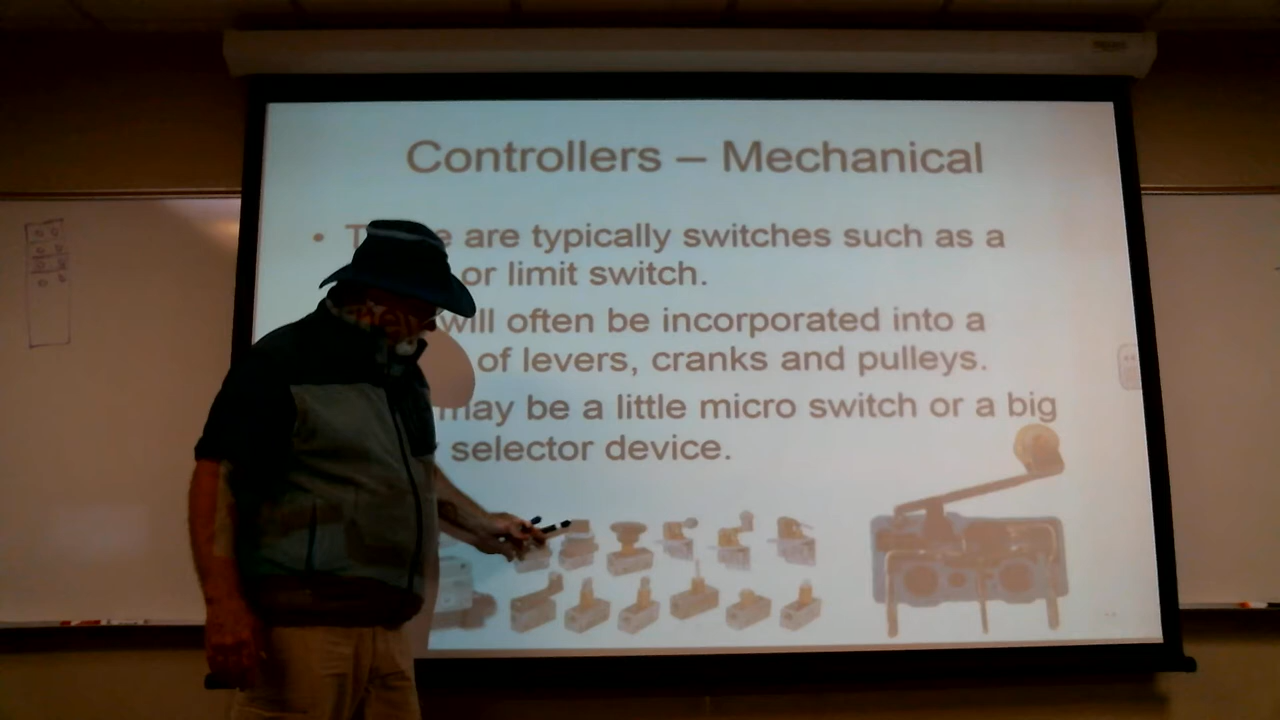 Controllers – Mechanical
• T e are typically switches such as a
or limit switch.
will often be incorporated into a
of levers, cranks and pulleys.
may be a little micro switch or a big
selector device.